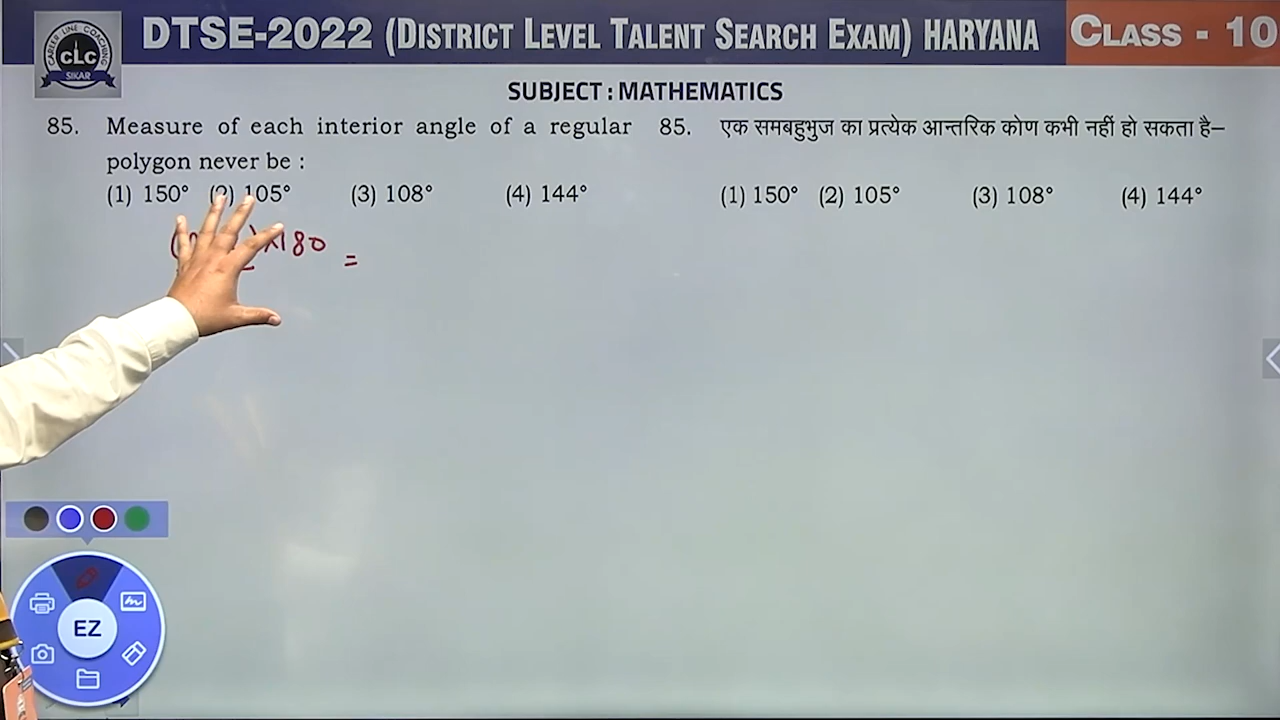 CAREER LINE COACHING
CLC
SIKAR
DTSE-2022 (DISTRICT LEVEL TALENT SEARCH EXAM) HARYANA
CLASS - 10
SUBJECT : MATHEMATICS
85. Measure of each interior angle of a regular
polygon never be :
(1) 150° (2) 105° (3) 108° (4) 144°
×180 =
85. एक समबहुभुज का प्रत्येक आन्तरिक कोण कभी नहीं हो सकता है–
(1) 150° (2) 105° (3) 108° (4) 144°
EZ